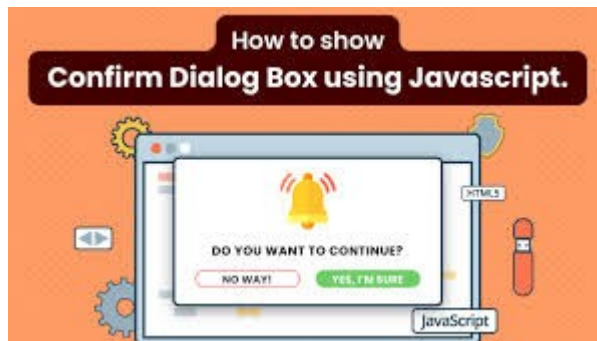 How to show
Confirm Dialog Box using Javascript.
HTML5
DO YOU WANT TO CONTINUE?
NO WAY!
YES, I'M SURE
JavaScript